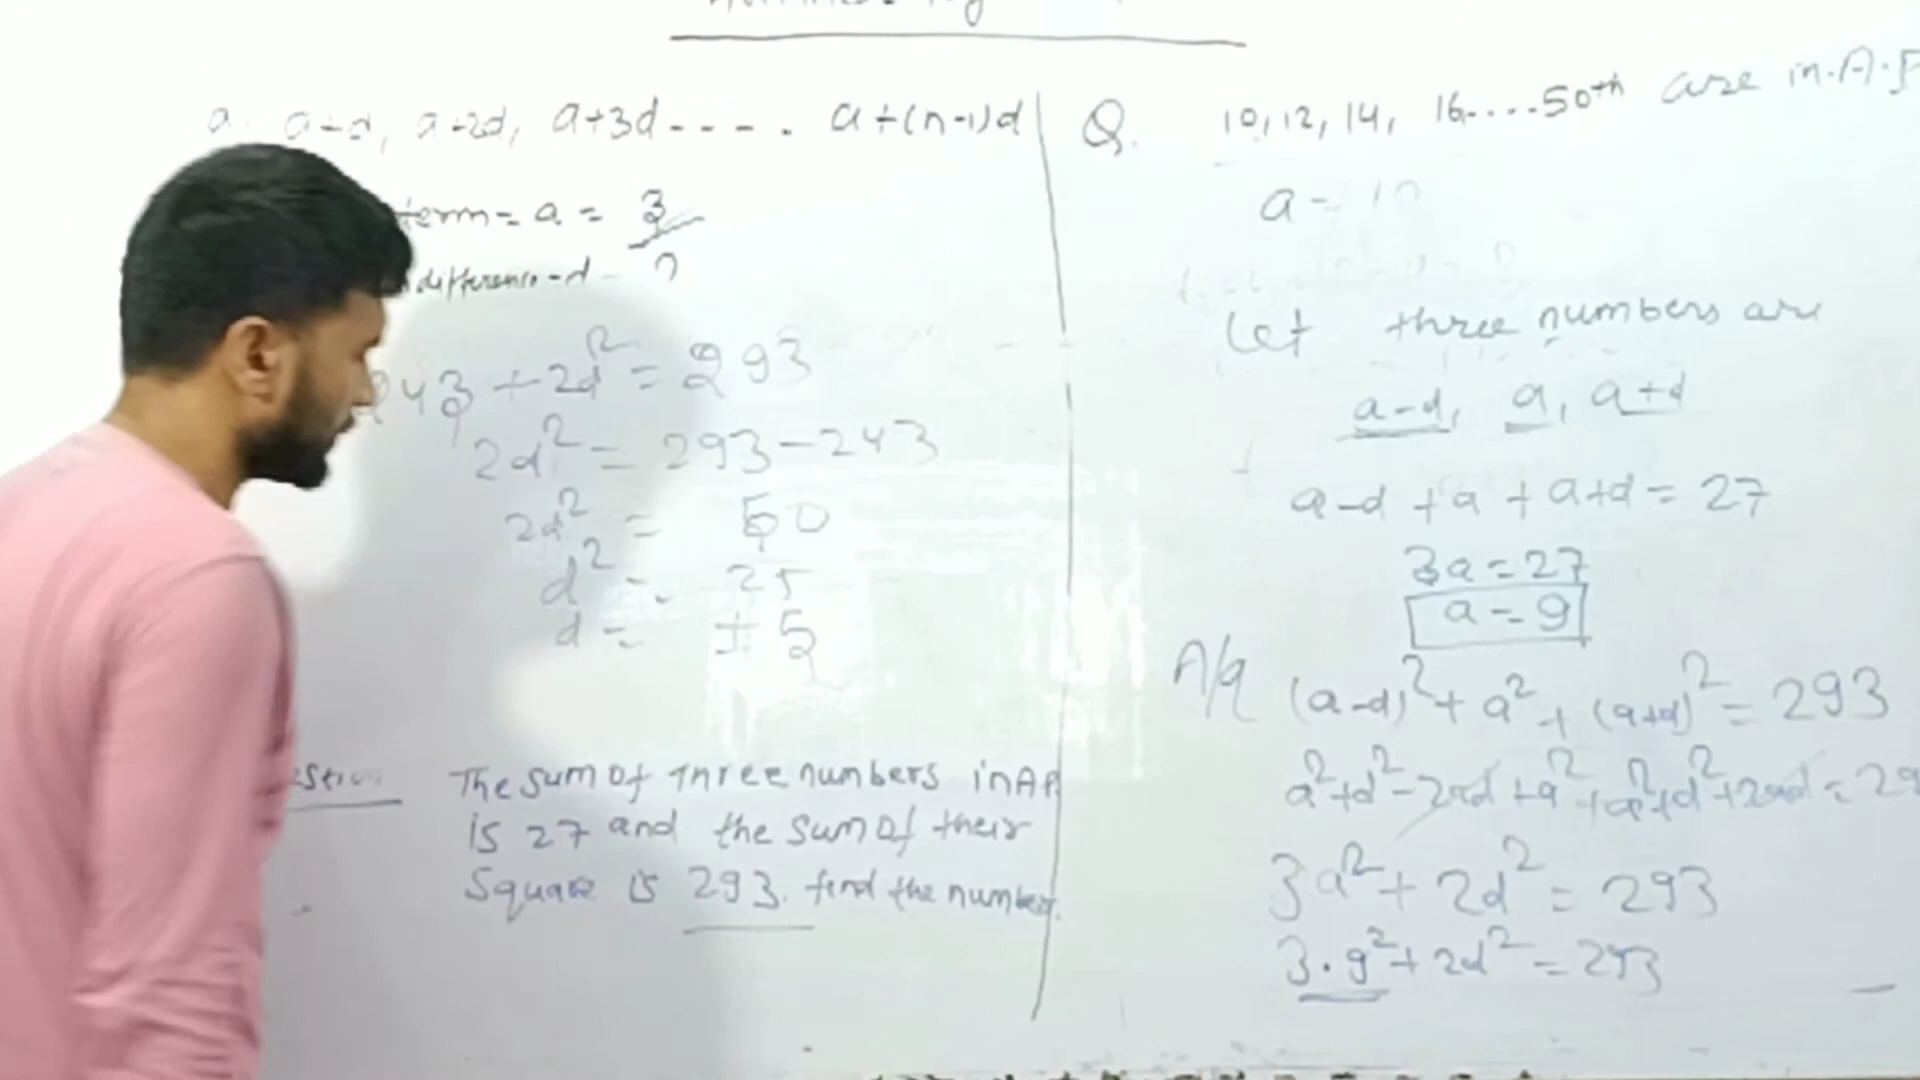 a, a+d, a+2d, a+3d---- . a+(n-1)d
term = a = 3
difference - d -
243 + 2d² = 293
2d² = 293-243
2d² = 50
d² = 25
d = ±5
The sum of three numbers in AP
is 27 and the sum of their
Square is 293. find the number.
Q. 10, 12, 14, 16....50th are in A.P
a = 10
Let three numbers are
a-d, a, a+d
a-d + a + a+d = 27
3a = 27
a = 9
A/q (a-d)² + a² + (a+d)² = 293
a²+d²-2ad+a²+a²+d²+2ad = 29
3a² + 2d² = 293
3.9² + 2d² = 293